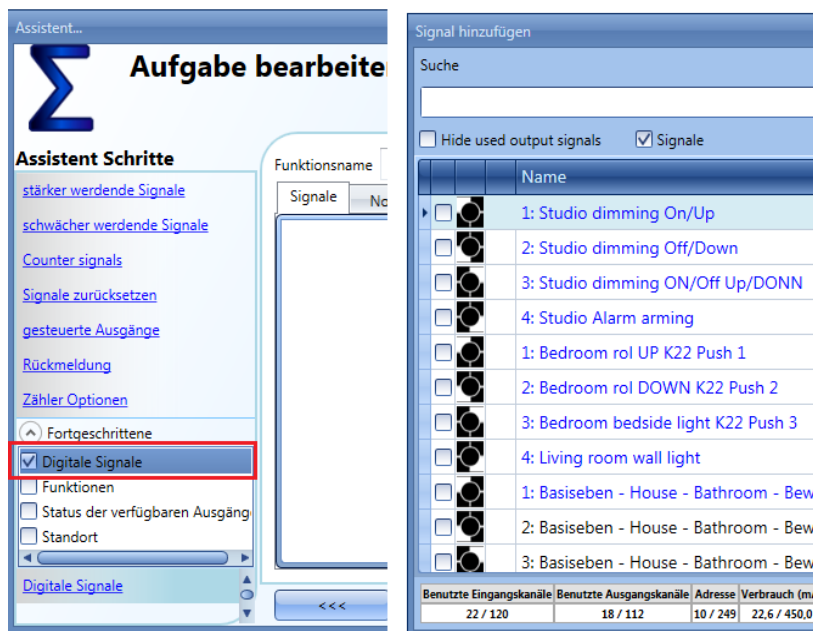 Assistent...
Aufgabe bearbeite
Assistent Schritte
stärker werdende Signale
schwächer werdende Signale
Counter signals
Signale zurücksetzen
gesteuerte Ausgänge
Rückmeldung
Zähler Optionen
Fortgeschrittene
Digitale Signale
Funktionen
Status der verfügbaren Ausgäng
Standort
Digitale Signale
Funktionsname
Signale No
<<<
Signal hinzufügen
Suche
Hide used output signals Signale
Name
1: Studio dimming On/Up
2: Studio dimming Off/Down
3: Studio dimming ON/Off Up/DONN
4: Studio Alarm arming
1: Bedroom rol UP K22 Push 1
2: Bedroom rol DOWN K22 Push 2
3: Bedroom bedside light K22 Push 3
4: Living room wall light
1: Basiseben - House - Bathroom - Bew
2: Basiseben - House - Bathroom - Bew
3: Basiseben - House - Bathroom - Bew
Benutzte Eingangskanäle Benutzte Ausgangskanäle Adresse Verbrauch (m
22 / 120 18 / 112 10 / 249 22,6 / 450,0